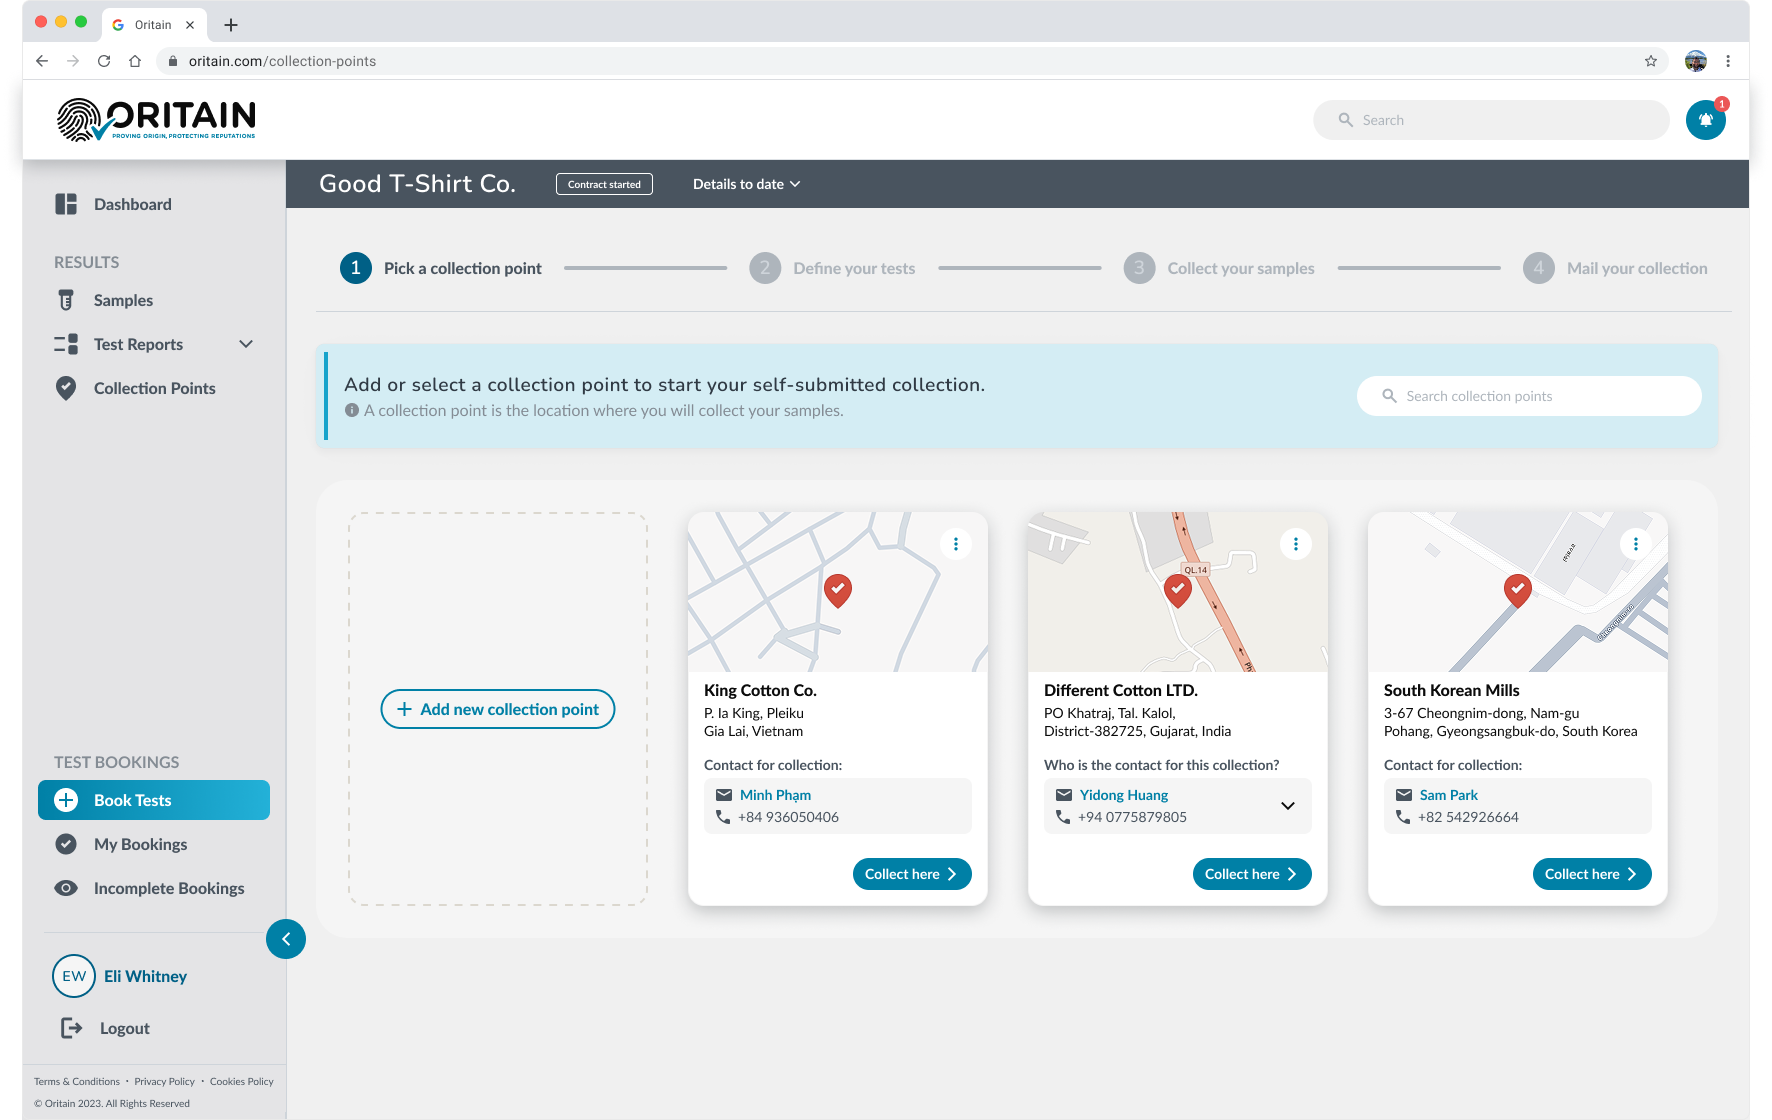 Oritain
oritain.com/collection-points
ORITAIN
PROVING ORIGIN, PROTECTING REPUTATIONS
Search
1
Dashboard
RESULTS
Samples
Test Reports
Collection Points
TEST BOOKINGS
Book Tests
My Bookings
Incomplete Bookings
EW Eli Whitney
Logout
Terms & Conditions • Privacy Policy • Cookies Policy
© Oritain 2023. All Rights Reserved
Good T-Shirt Co. Contract started Details to date
1 Pick a collection point 2 Define your tests 3 Collect your samples 4 Mail your collection
Add or select a collection point to start your self-submitted collection.
A collection point is the location where you will collect your samples.
Search collection points
+ Add new collection point
King Cotton Co.
P. Ia King, Pleiku
Gia Lai, Vietnam
Contact for collection:
Minh Phạm
+84 936050406
Collect here
QL.14
Different Cotton LTD.
PO Khatraj, Tal. Kalol,
District-382725, Gujarat, India
Who is the contact for this collection?
Yidong Huang
+94 0775879805
Collect here
South Korean Mills
3-67 Cheongnim-dong, Nam-gu
Pohang, Gyeongsangbuk-do, South Korea
Contact for collection:
Sam Park
+82 542926664
Collect here